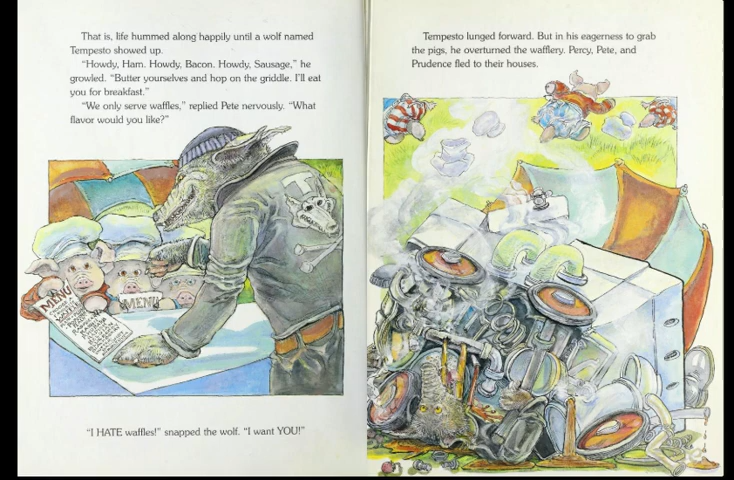 That is, life hummed along happily until a wolf named
Tempesto showed up.
"Howdy, Ham. Howdy, Bacon. Howdy, Sausage," he
growled. "Butter yourselves and hop on the griddle. I'll eat
you for breakfast."
"We only serve waffles," replied Pete nervously. "What
flavor would you like?"
MENU
MENU
"I HATE waffles!" snapped the wolf. "I want YOU!"
Tempesto lunged forward. But in his eagerness to grab
the pigs, he overturned the wafflery. Percy, Pete, and
Prudence fled to their houses.